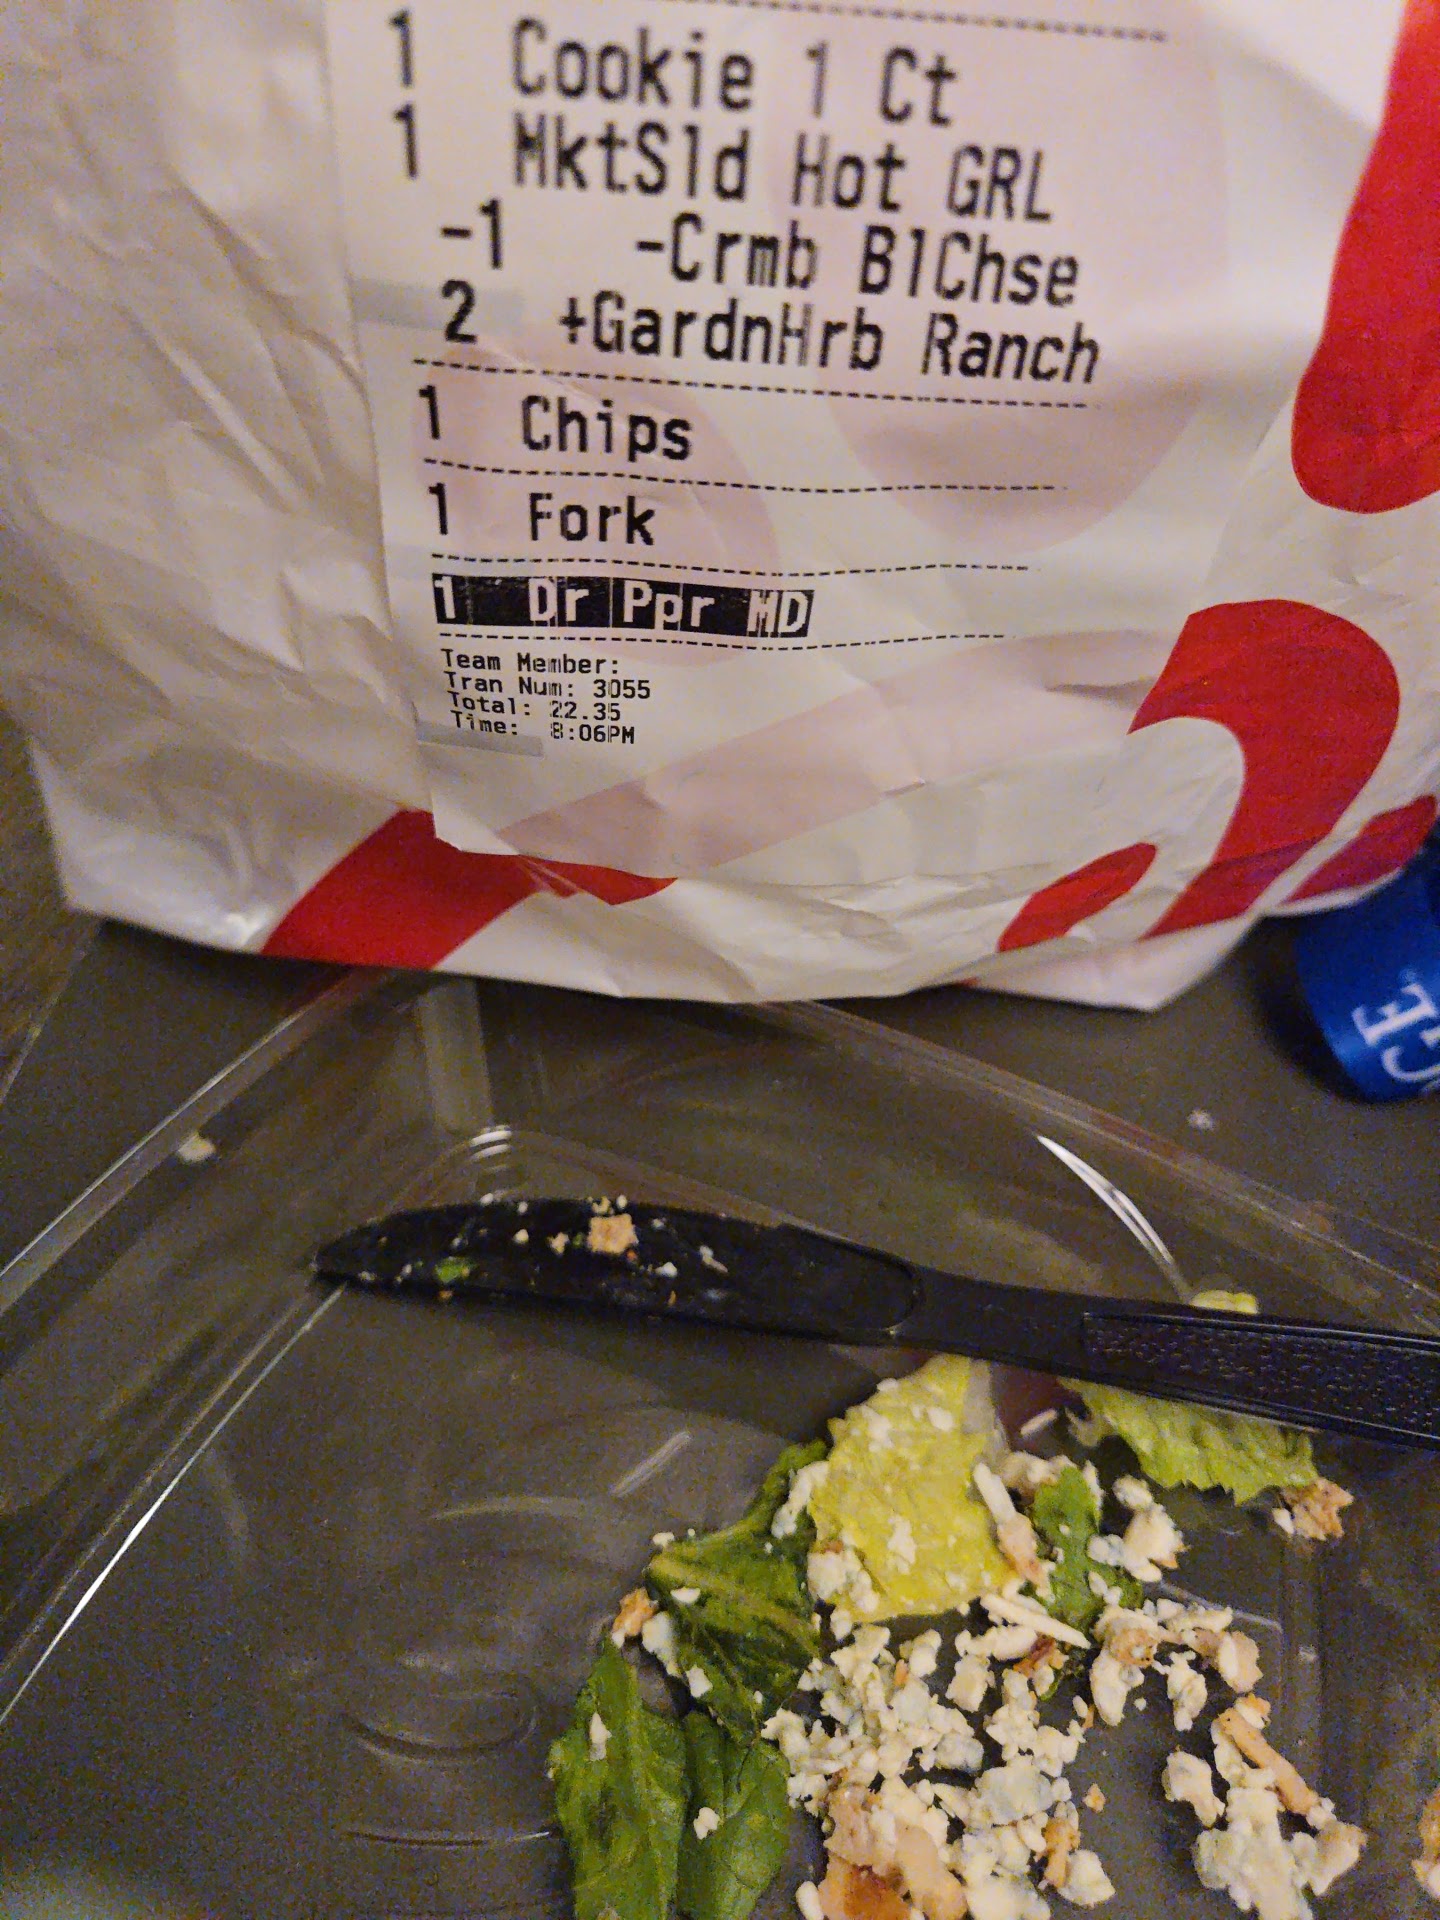 1 Cookie 1 Ct
1 MktSld Hot GRL
-1 -Crmb BlChse
2 +GardnHrb Ranch
1 Chips
1 Fork
1 Dr Ppr MD
Team Member:
Tran Num: 3055
Total: 22.35
Time: 8:06PM